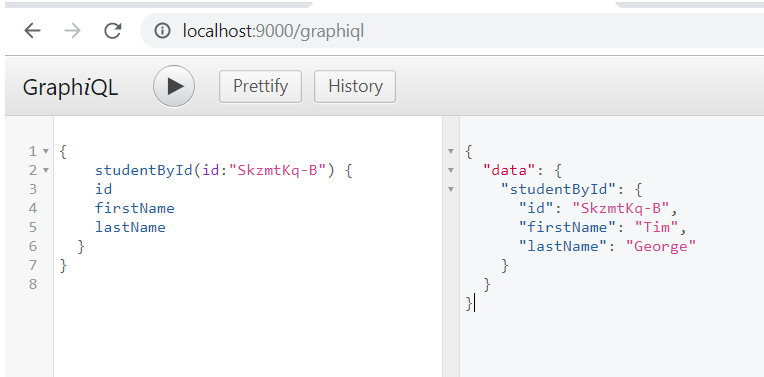 localhost:9000/graphiql
GraphiQL Prettify History
1 {
2 studentById(id:"SkzmtKq-B") {
3 id
4 firstName
5 lastName
6 }
7 }
8
{
"data": {
"studentById": {
"id": "SkzmtKq-B",
"firstName": "Tim",
"lastName": "George"
}
}
}